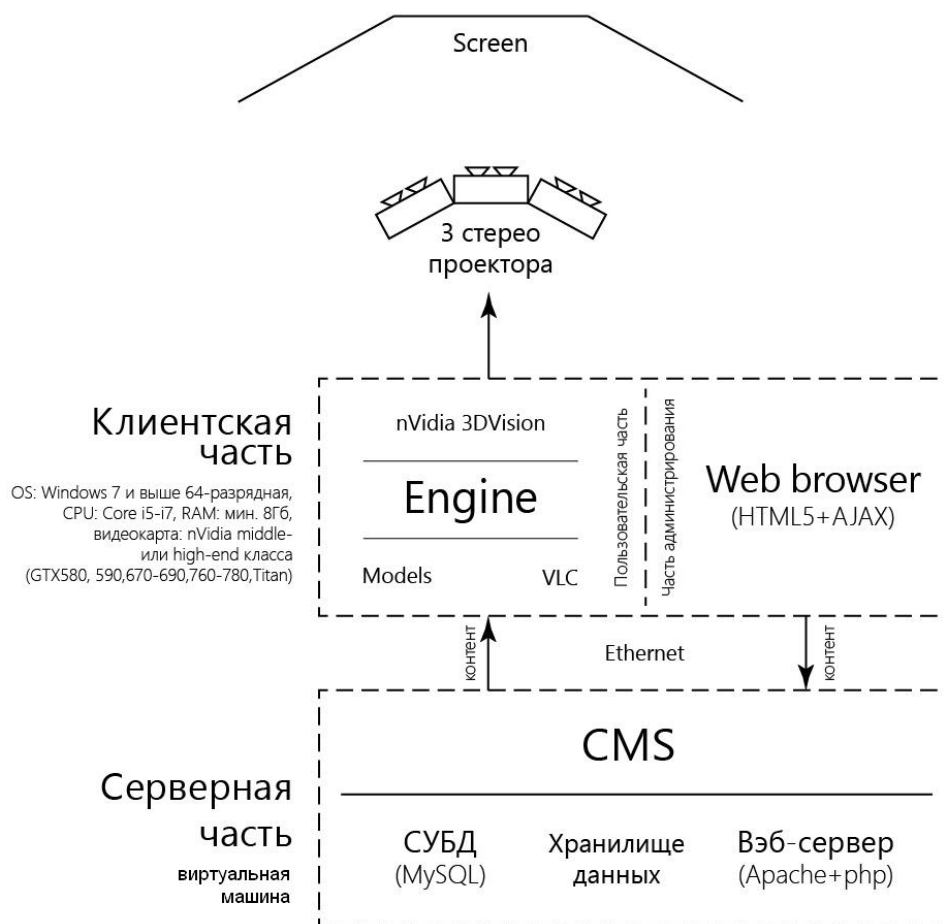 Screen
3 стерео
проектора
Клиентская
часть
OS: Windows 7 и выше 64-разрядная,
CPU: Core i5-i7, RAM: мин. 8Гб,
видеокарта: nVidia middle-
или high-end класса
(GTX580, 590,670-690,760-780,Titan)
nVidia 3DVision
Engine
Models
VLC
Пользовательская часть
Часть администрирования
Web browser
(HTML5+AJAX)
контент
Ethernet
контент
Серверная
часть
виртуальная
машина
CMS
СУБД
(MySQL)
Хранилище
данных
Вэб-сервер
(Apache+php)